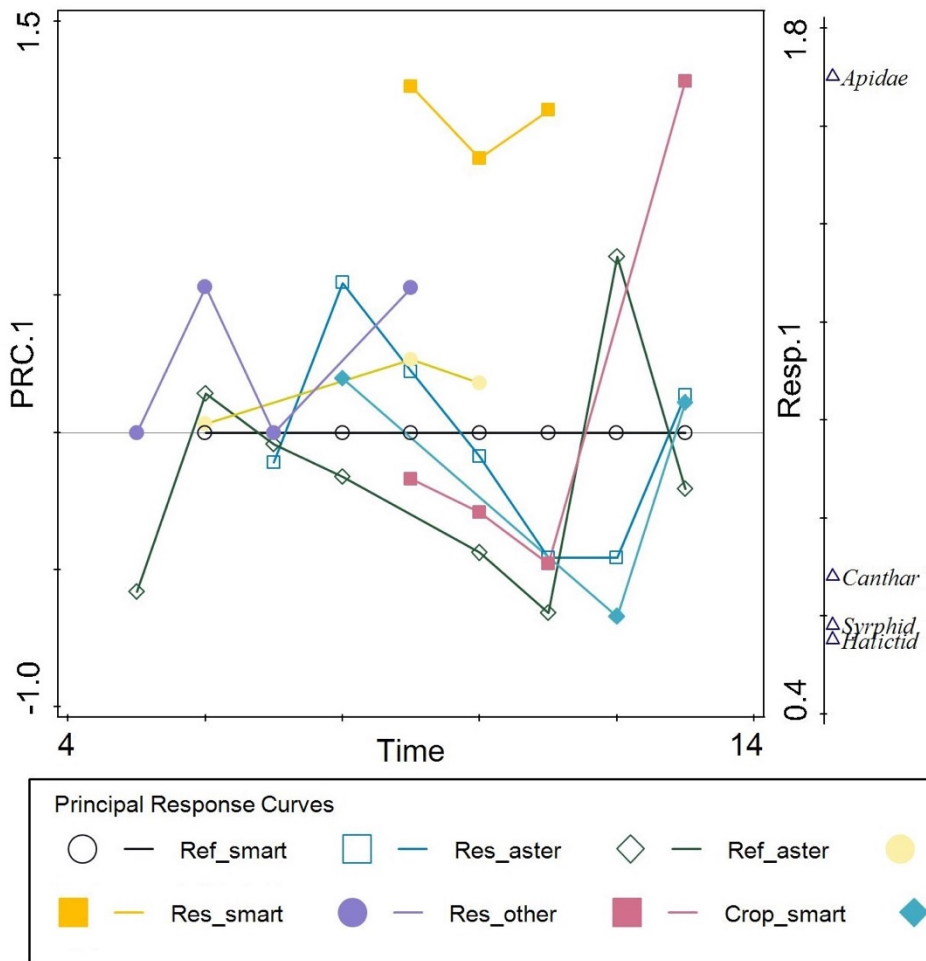 1.5
PRC.1
-1.0
4
Time
14
1.8
Resp.1
0.4
Apidae
Canthar
Syrphid
Halictid
Principal Response Curves
Ref_smart Res_aster Ref_aster
Res_smart Res_other Crop_smart